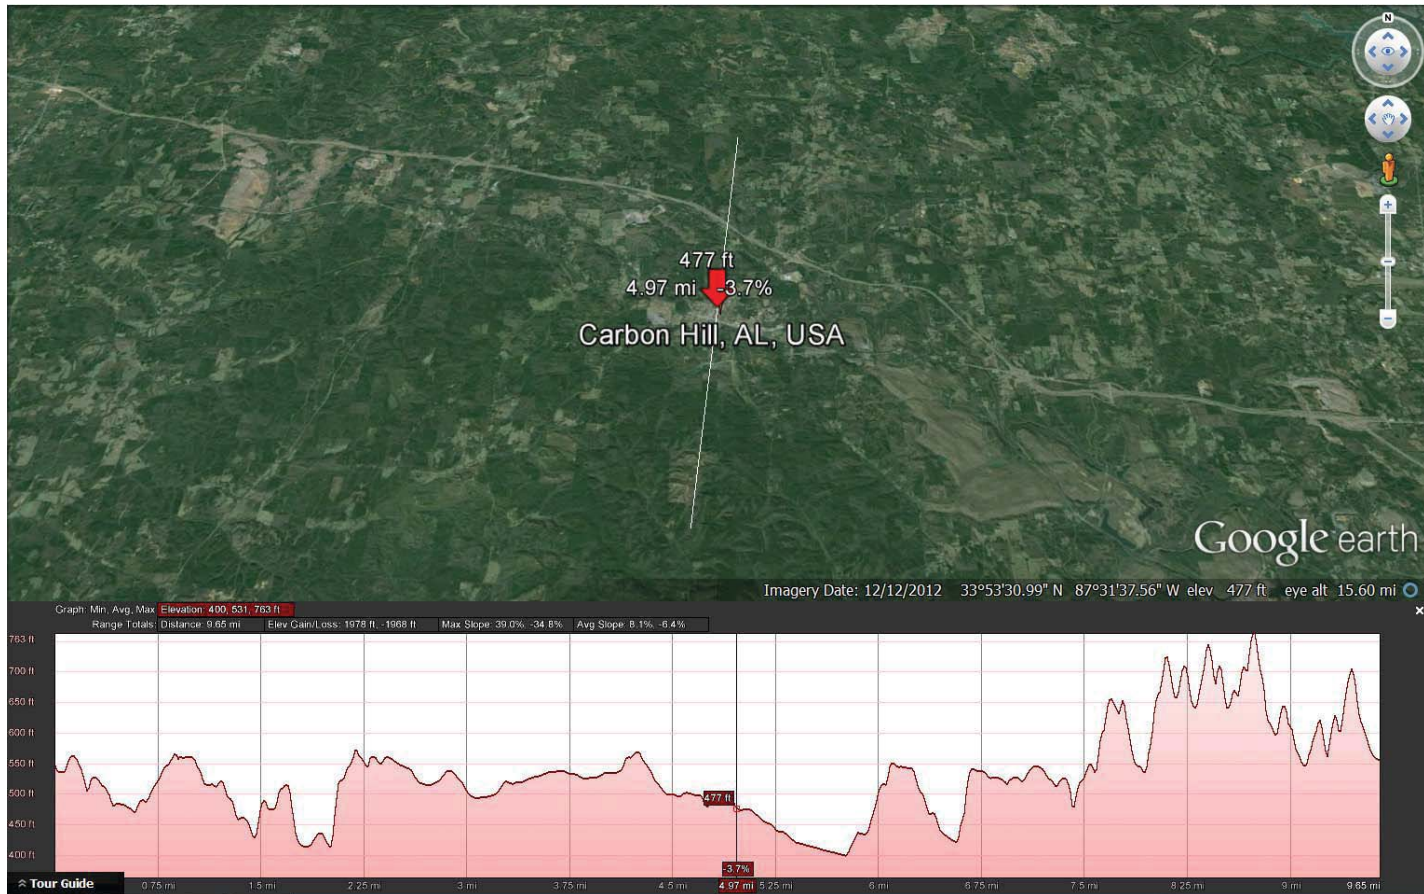 N
477 ft
4.97 mi -3.7%
Carbon Hill, AL, USA
Google earth
Imagery Date: 12/12/2012 33°53'30.99" N 87°31'37.56" W elev 477 ft eye alt 15.60 mi
Graph: Min, Avg, Max Elevation: 400, 531, 763 ft
Range Totals: Distance: 9.65 mi Elev Gain/Loss: 1978 ft, -1968 ft Max Slope: 39.0%, -34.8% Avg Slope: 8.1%, -6.4%
763 ft
700 ft
650 ft
600 ft
550 ft
500 ft
477 ft
450 ft
400 ft
-3.7%
Tour Guide 0.75 mi 1.5 mi 2.25 mi 3 mi 3.75 mi 4.5 mi 4.97 mi 5.25 mi 6 mi 6.75 mi 7.5 mi 8.25 mi 9 mi 9.65 mi